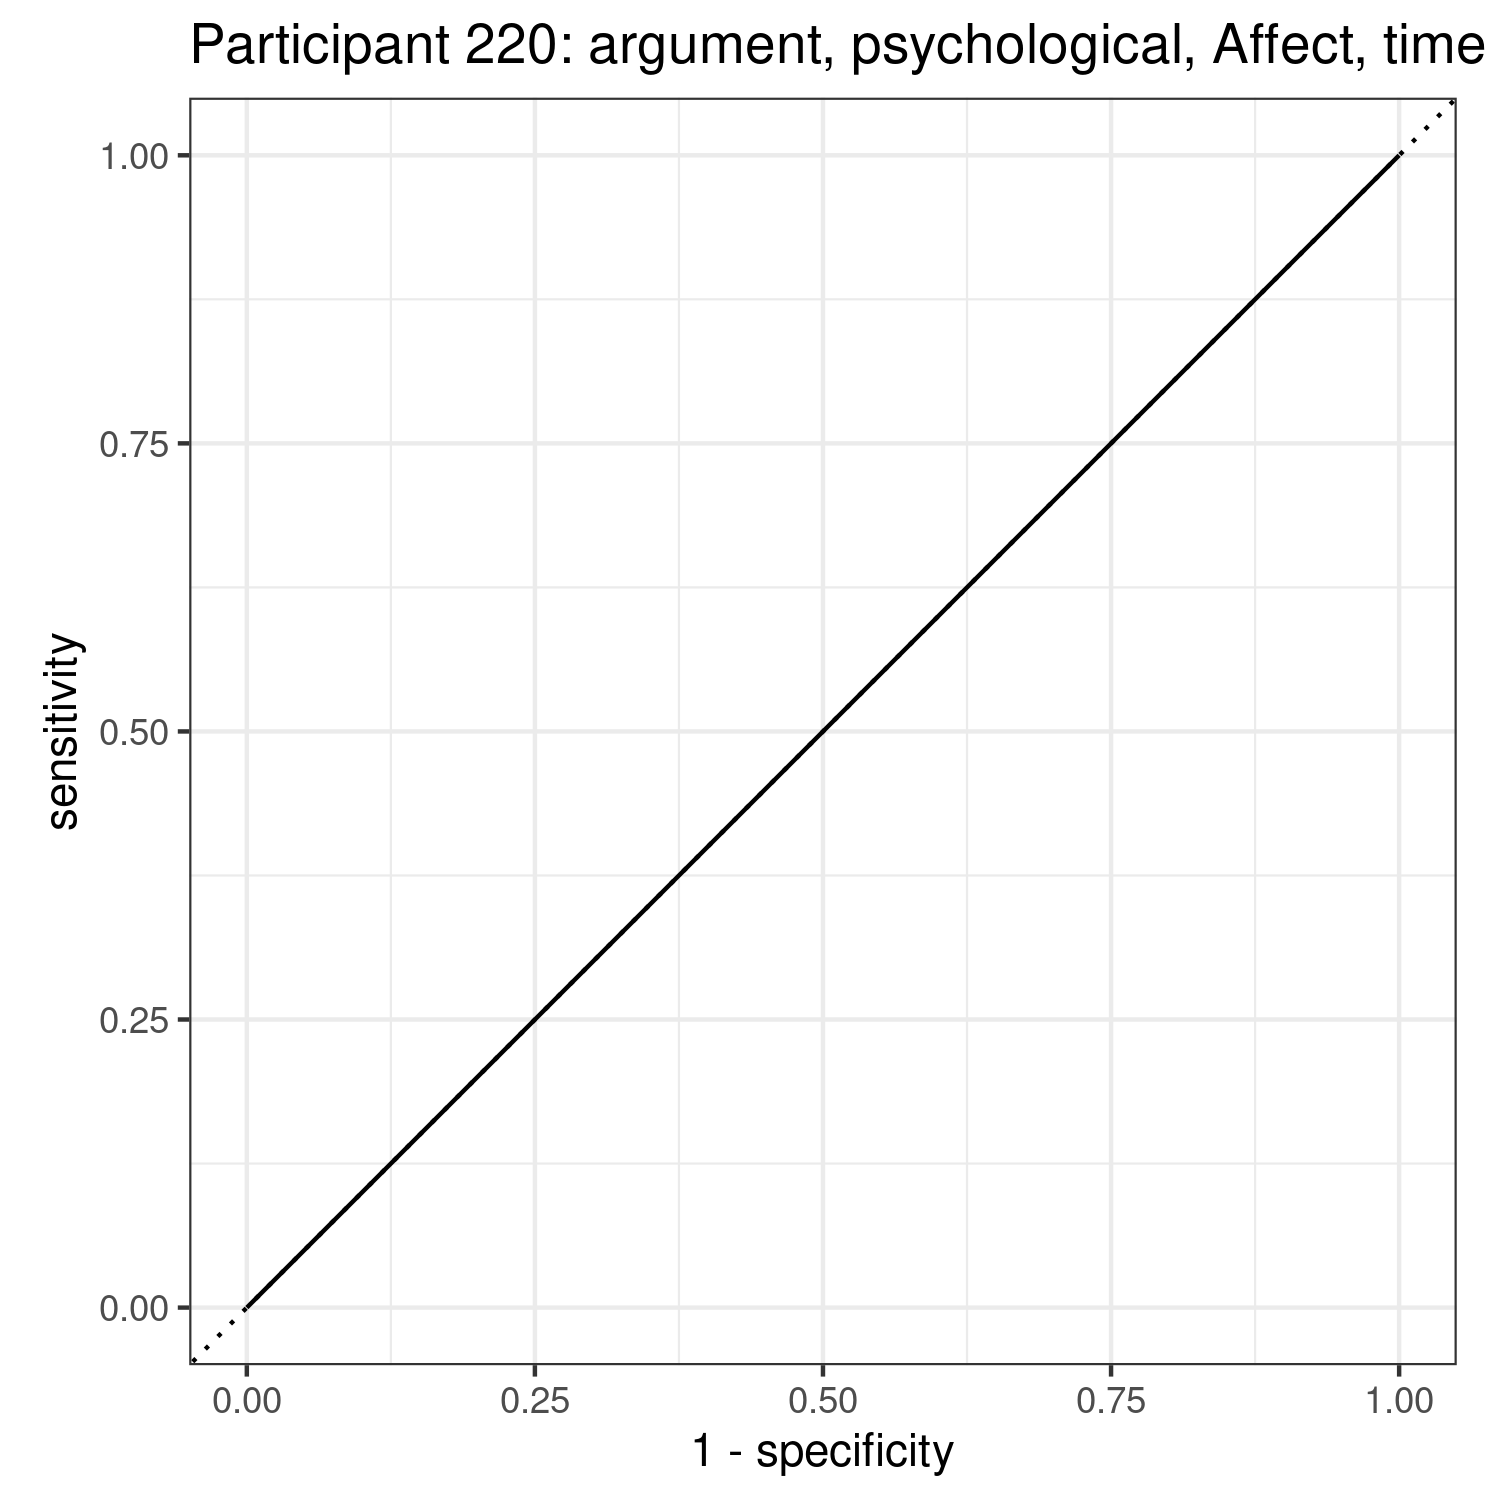 Participant 220: argument, psychological, Affect, time
1.00
0.75
0.50
0.25
0.00
sensitivity
0.00 0.25 0.50 0.75 1.00
1 - specificity